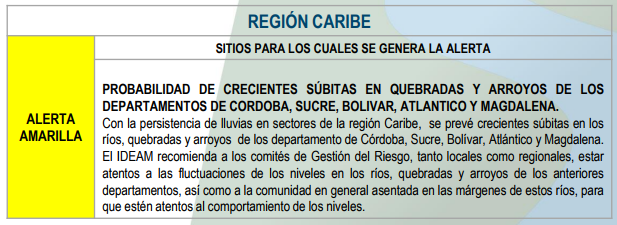 REGIÓN CARIBE
SITIOS PARA LOS CUALES SE GENERA LA ALERTA
ALERTA
AMARILLA
PROBABILIDAD DE CRECIENTES SÚBITAS EN QUEBRADAS Y ARROYOS DE LOS
DEPARTAMENTOS DE CORDOBA, SUCRE, BOLIVAR, ATLANTICO Y MAGDALENA.
Con la persistencia de lluvias en sectores de la región Caribe, se prevé crecientes súbitas en los
ríos, quebradas y arroyos de los departamento de Córdoba, Sucre, Bolívar, Atlántico y Magdalena.
El IDEAM recomienda a los comités de Gestión del Riesgo, tanto locales como regionales, estar
atentos a las fluctuaciones de los niveles en los ríos, quebradas y arroyos de los anteriores
departamentos, así como a la comunidad en general asentada en las márgenes de estos ríos, para
que estén atentos al comportamiento de los niveles.